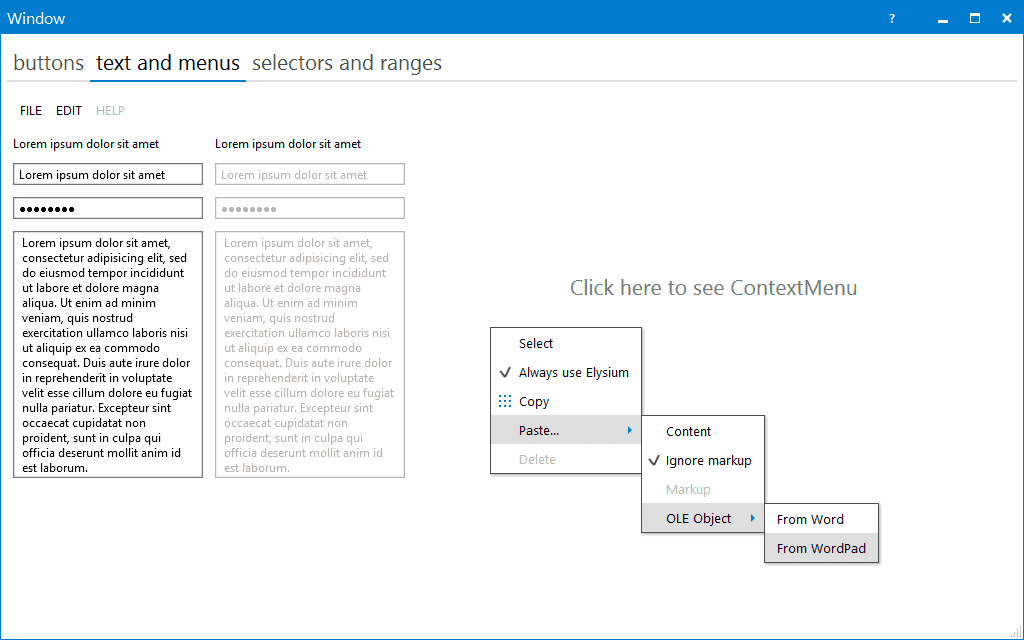 Window
?
buttons text and menus selectors and ranges
FILE EDIT HELP
Lorem ipsum dolor sit amet
Lorem ipsum dolor sit amet
Lorem ipsum dolor sit amet
Lorem ipsum dolor sit amet
●●●●●●●●
●●●●●●●●
Lorem ipsum dolor sit amet,
consectetur adipisicing elit, sed
do eiusmod tempor incididunt
ut labore et dolore magna
aliqua. Ut enim ad minim
veniam, quis nostrud
exercitation ullamco laboris nisi
ut aliquip ex ea commodo
consequat. Duis aute irure dolor
in reprehenderit in voluptate
velit esse cillum dolore eu fugiat
nulla pariatur. Excepteur sint
occaecat cupidatat non
proident, sunt in culpa qui
officia deserunt mollit anim id
est laborum.
Lorem ipsum dolor sit amet,
consectetur adipisicing elit, sed
do eiusmod tempor incididunt
ut labore et dolore magna
aliqua. Ut enim ad minim
veniam, quis nostrud
exercitation ullamco laboris nisi
ut aliquip ex ea commodo
consequat. Duis aute irure dolor
in reprehenderit in voluptate
velit esse cillum dolore eu fugiat
nulla pariatur. Excepteur sint
occaecat cupidatat non
proident, sunt in culpa qui
officia deserunt mollit anim id
est laborum.
Click here to see ContextMenu
Select
Always use Elysium
Copy
Paste...
Delete
Content
Ignore markup
Markup
OLE Object
From Word
From WordPad